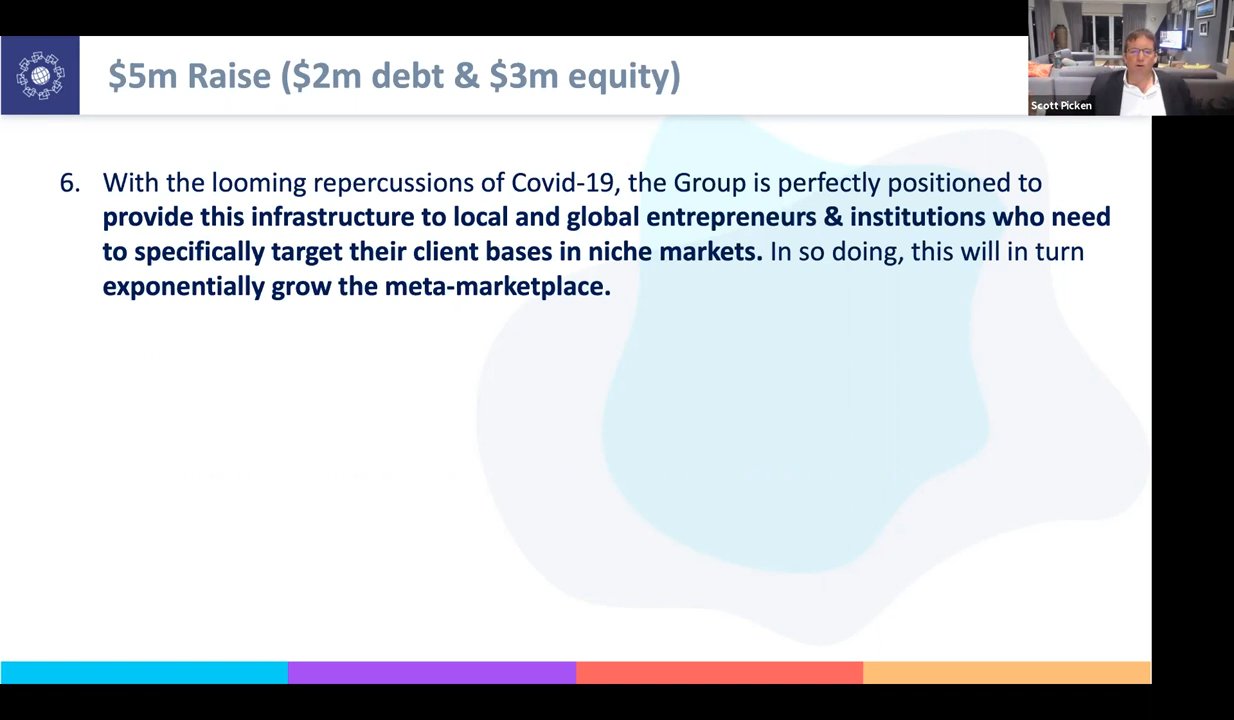 $5m Raise ($2m debt & $3m equity)
Scott Picken
6. With the looming repercussions of Covid-19, the Group is perfectly positioned to
provide this infrastructure to local and global entrepreneurs & institutions who need
to specifically target their client bases in niche markets. In so doing, this will in turn
exponentially grow the meta-marketplace.